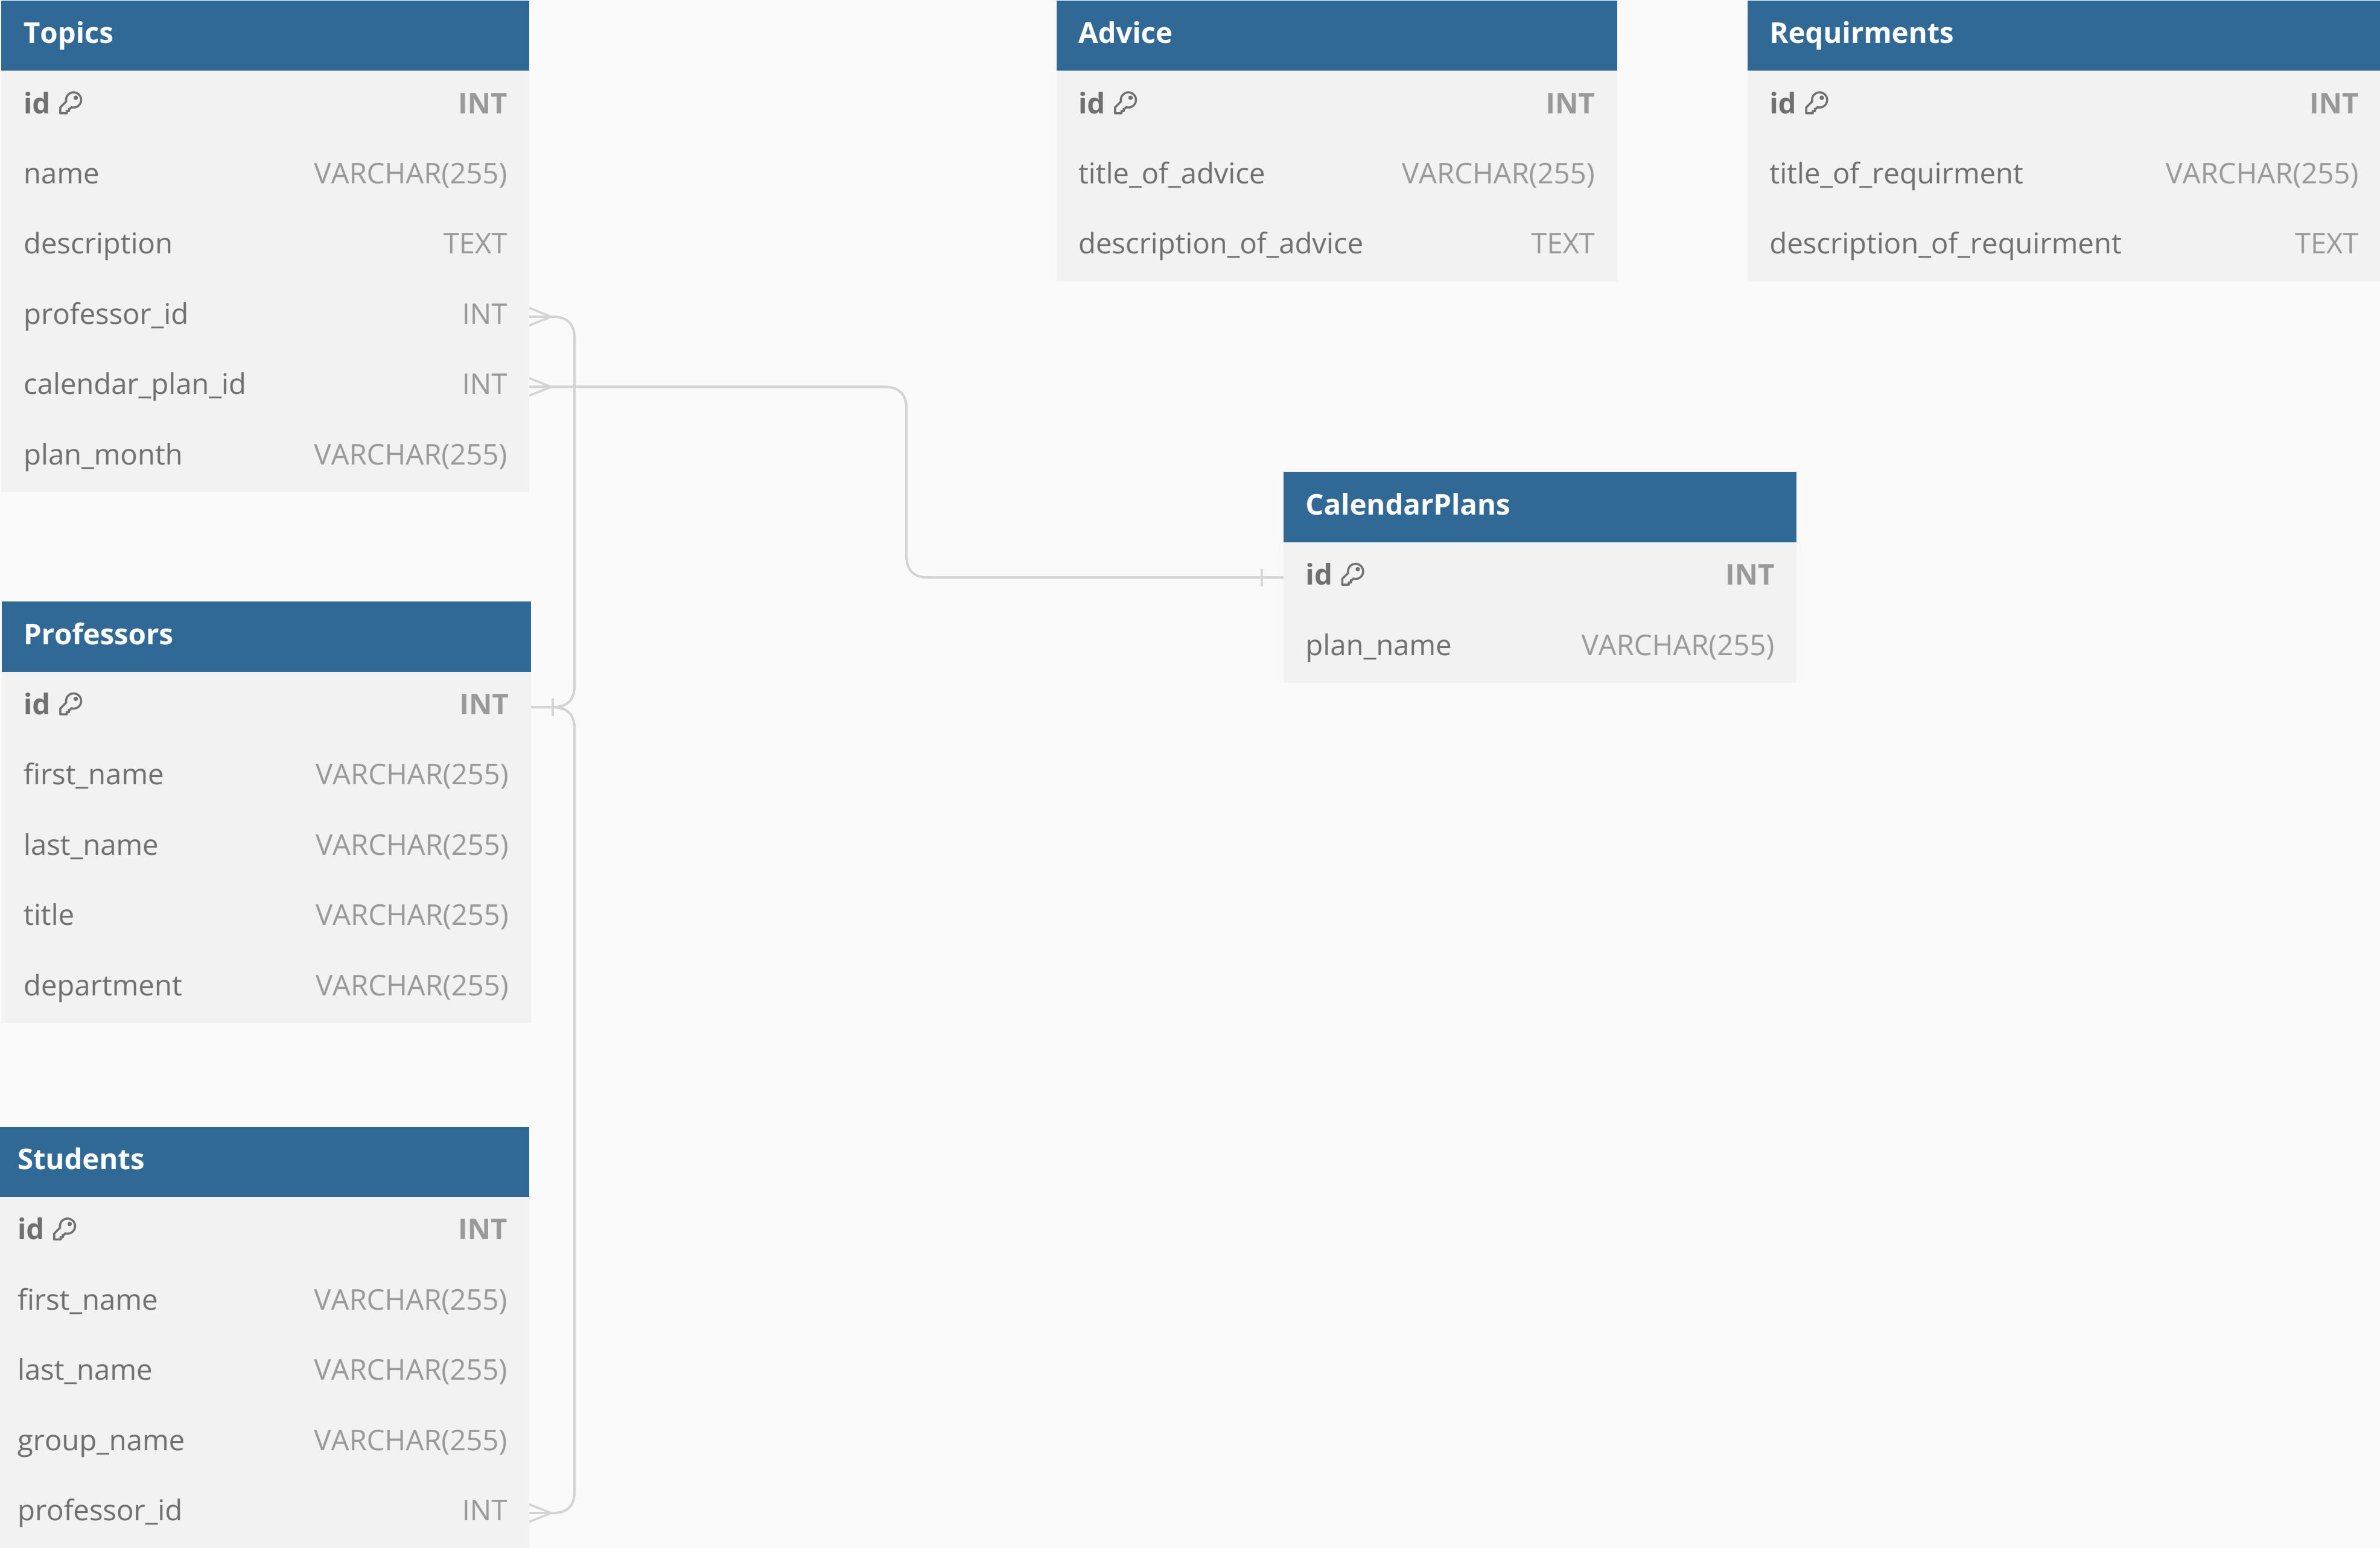 Topics
id INT
name VARCHAR(255)
description TEXT
professor_id INT
calendar_plan_id INT
plan_month VARCHAR(255)
Advice
id INT
title_of_advice VARCHAR(255)
description_of_advice TEXT
Requirments
id INT
title_of_requirment VARCHAR(255)
description_of_requirment TEXT
CalendarPlans
id INT
plan_name VARCHAR(255)
Professors
id INT
first_name VARCHAR(255)
last_name VARCHAR(255)
title VARCHAR(255)
department VARCHAR(255)
Students
id INT
first_name VARCHAR(255)
last_name VARCHAR(255)
group_name VARCHAR(255)
professor_id INT